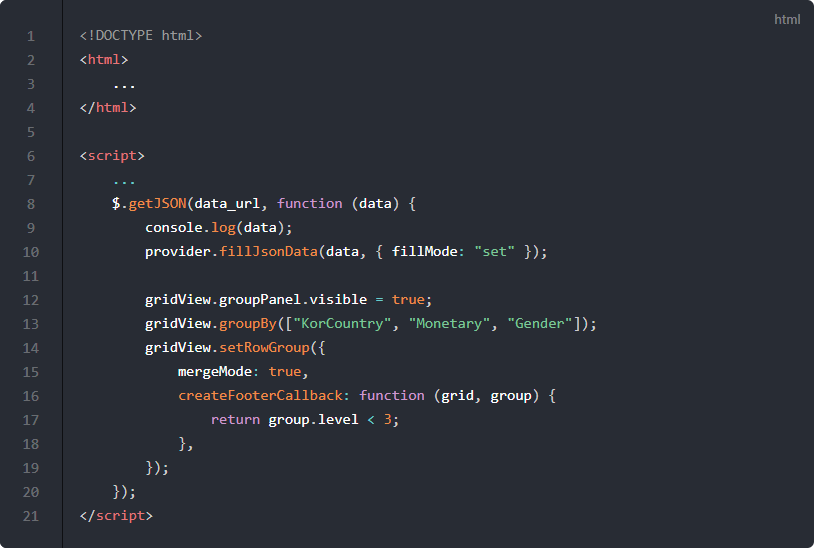 html
1 <!DOCTYPE html>
2 <html>
3     ...
4 </html>
5
6 <script>
7     ...
8     $.getJSON(data_url, function (data) {
9         console.log(data);
10         provider.fillJsonData(data, { fillMode: "set" });
11
12         gridView.groupPanel.visible = true;
13         gridView.groupBy(["KorCountry", "Monetary", "Gender"]);
14         gridView.setRowGroup({
15             mergeMode: true,
16             createFooterCallback: function (grid, group) {
17                 return group.level < 3;
18             },
19         });
20     });
21 </script>